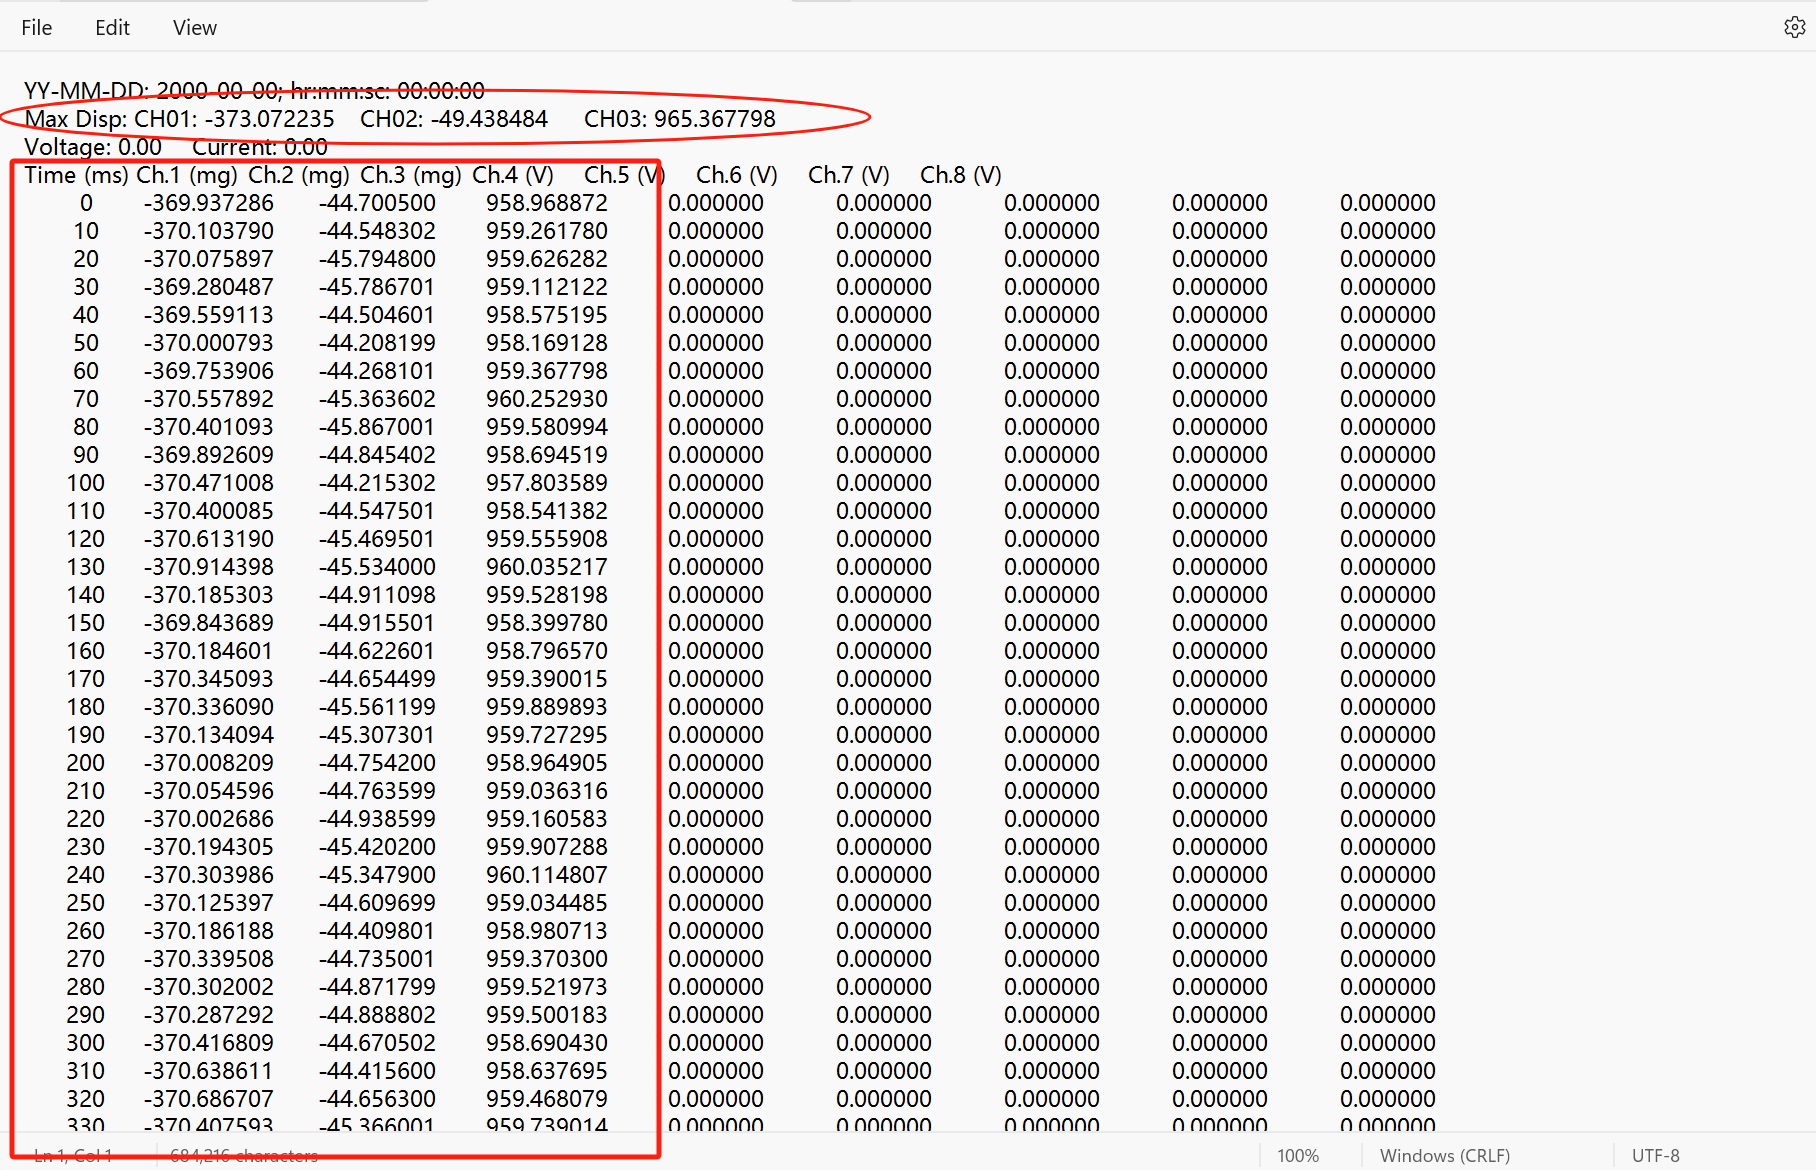 File Edit View
YY-MM-DD: 2000-00-00; hr:mm:sc: 00:00:00
Max Disp: CH01: -373.072235 CH02: -49.438484 CH03: 965.367798
Voltage: 0.00 Current: 0.00
Time (ms) Ch.1 (mg) Ch.2 (mg) Ch.3 (mg) Ch.4 (V) Ch.5 (V) Ch.6 (V) Ch.7 (V) Ch.8 (V)
0 -369.937286 -44.700500 958.968872 0.000000 0.000000 0.000000 0.000000 0.000000
10 -370.103790 -44.548302 959.261780 0.000000 0.000000 0.000000 0.000000 0.000000
20 -370.075897 -45.794800 959.626282 0.000000 0.000000 0.000000 0.000000 0.000000
30 -369.280487 -45.786701 959.112122 0.000000 0.000000 0.000000 0.000000 0.000000
40 -369.559113 -44.504601 958.575195 0.000000 0.000000 0.000000 0.000000 0.000000
50 -370.000793 -44.208199 958.169128 0.000000 0.000000 0.000000 0.000000 0.000000
60 -369.753906 -44.268101 959.367798 0.000000 0.000000 0.000000 0.000000 0.000000
70 -370.557892 -45.363602 960.252930 0.000000 0.000000 0.000000 0.000000 0.000000
80 -370.401093 -45.867001 959.580994 0.000000 0.000000 0.000000 0.000000 0.000000
90 -369.892609 -44.845402 958.694519 0.000000 0.000000 0.000000 0.000000 0.000000
100 -370.471008 -44.215302 957.803589 0.000000 0.000000 0.000000 0.000000 0.000000
110 -370.400085 -44.547501 958.541382 0.000000 0.000000 0.000000 0.000000 0.000000
120 -370.613190 -45.469501 959.555908 0.000000 0.000000 0.000000 0.000000 0.000000
130 -370.914398 -45.534000 960.035217 0.000000 0.000000 0.000000 0.000000 0.000000
140 -370.185303 -44.911098 959.528198 0.000000 0.000000 0.000000 0.000000 0.000000
150 -369.843689 -44.915501 958.399780 0.000000 0.000000 0.000000 0.000000 0.000000
160 -370.184601 -44.622601 958.796570 0.000000 0.000000 0.000000 0.000000 0.000000
170 -370.345093 -44.654499 959.390015 0.000000 0.000000 0.000000 0.000000 0.000000
180 -370.336090 -45.561199 959.889893 0.000000 0.000000 0.000000 0.000000 0.000000
190 -370.134094 -45.307301 959.727295 0.000000 0.000000 0.000000 0.000000 0.000000
200 -370.008209 -44.754200 958.964905 0.000000 0.000000 0.000000 0.000000 0.000000
210 -370.054596 -44.763599 959.036316 0.000000 0.000000 0.000000 0.000000 0.000000
220 -370.002686 -44.938599 959.160583 0.000000 0.000000 0.000000 0.000000 0.000000
230 -370.194305 -45.420200 959.907288 0.000000 0.000000 0.000000 0.000000 0.000000
240 -370.303986 -45.347900 960.114807 0.000000 0.000000 0.000000 0.000000 0.000000
250 -370.125397 -44.609699 959.034485 0.000000 0.000000 0.000000 0.000000 0.000000
260 -370.186188 -44.409801 958.980713 0.000000 0.000000 0.000000 0.000000 0.000000
270 -370.339508 -44.735001 959.370300 0.000000 0.000000 0.000000 0.000000 0.000000
280 -370.302002 -44.871799 959.521973 0.000000 0.000000 0.000000 0.000000 0.000000
290 -370.287292 -44.888802 959.500183 0.000000 0.000000 0.000000 0.000000 0.000000
300 -370.416809 -44.670502 958.690430 0.000000 0.000000 0.000000 0.000000 0.000000
310 -370.638611 -44.415600 958.637695 0.000000 0.000000 0.000000 0.000000 0.000000
320 -370.686707 -44.656300 959.468079 0.000000 0.000000 0.000000 0.000000 0.000000
330 -370.407593 -45.366001 959.739014 0.000000 0.000000 0.000000 0.000000 0.000000
Ln 1, Col 1 684,216 characters 100% Windows (CRLF) UTF-8